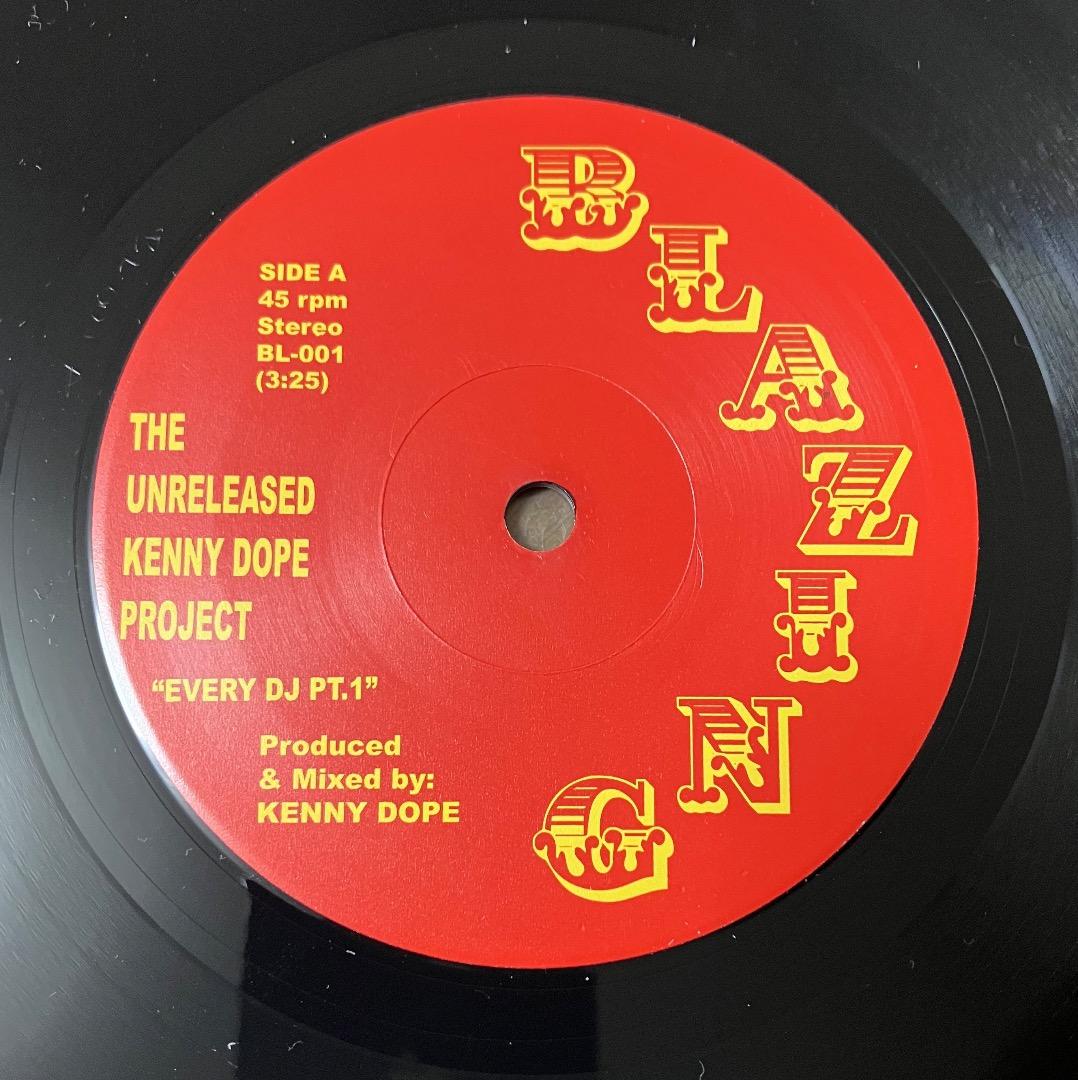 BLAZING
SIDE A
45 rpm
Stereo
BL-001
(3:25)
THE
UNRELEASED
KENNY DOPE
PROJECT
“EVERY DJ PT.1”
Produced
& Mixed by:
KENNY DOPE